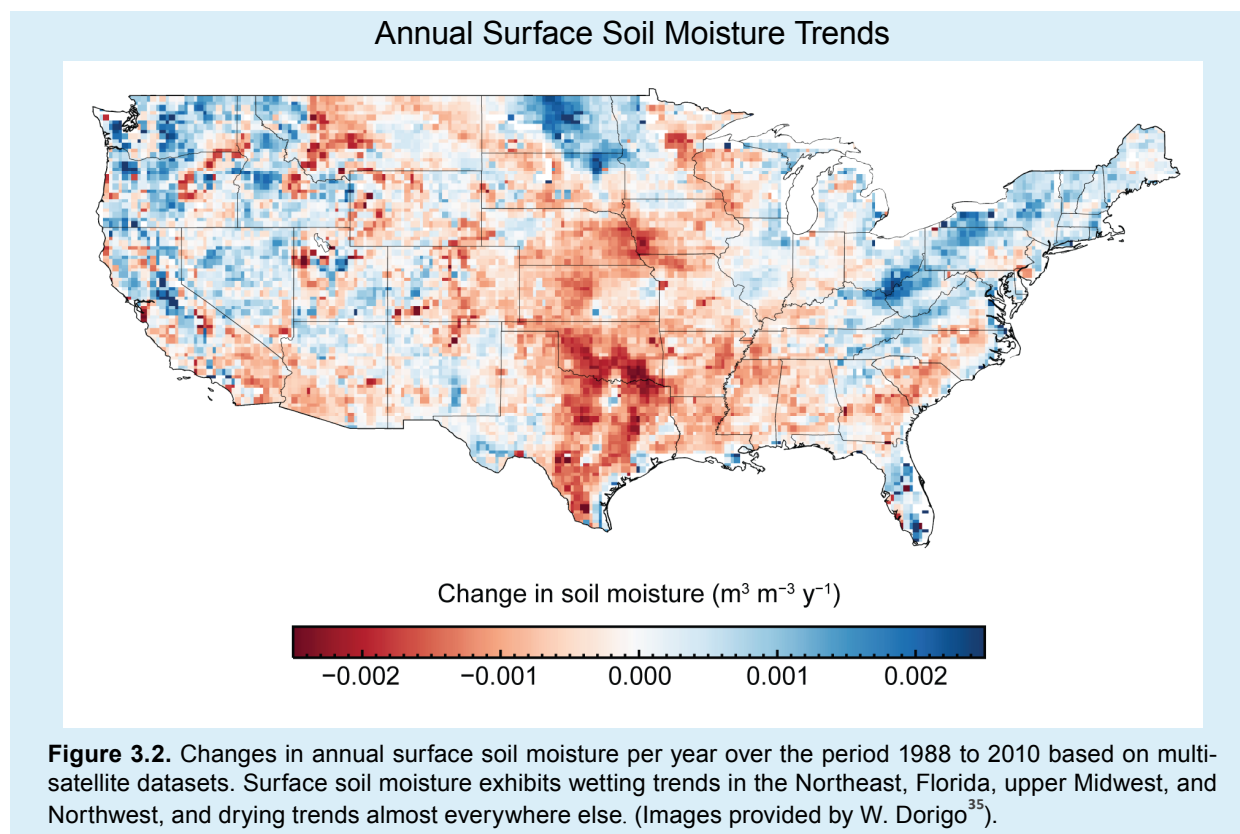 Annual Surface Soil Moisture Trends
Change in soil moisture (m³ m⁻³ y⁻¹)
−0.002 −0.001 0.000 0.001 0.002
Figure 3.2. Changes in annual surface soil moisture per year over the period 1988 to 2010 based on multi-
satellite datasets. Surface soil moisture exhibits wetting trends in the Northeast, Florida, upper Midwest, and
Northwest, and drying trends almost everywhere else. (Images provided by W. Dorigo³⁵).